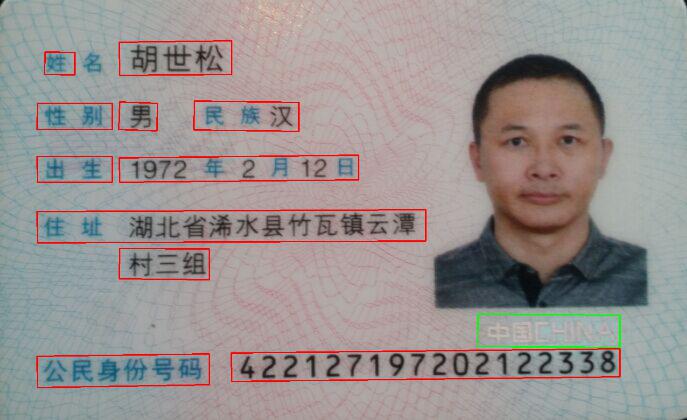 姓名 胡世松
性别 男 民族 汉
出生 1972 年 2 月 12 日
住址 湖北省浠水县竹瓦镇云潭
村三组
中国CHINA
公民身份号码 422127197202122338